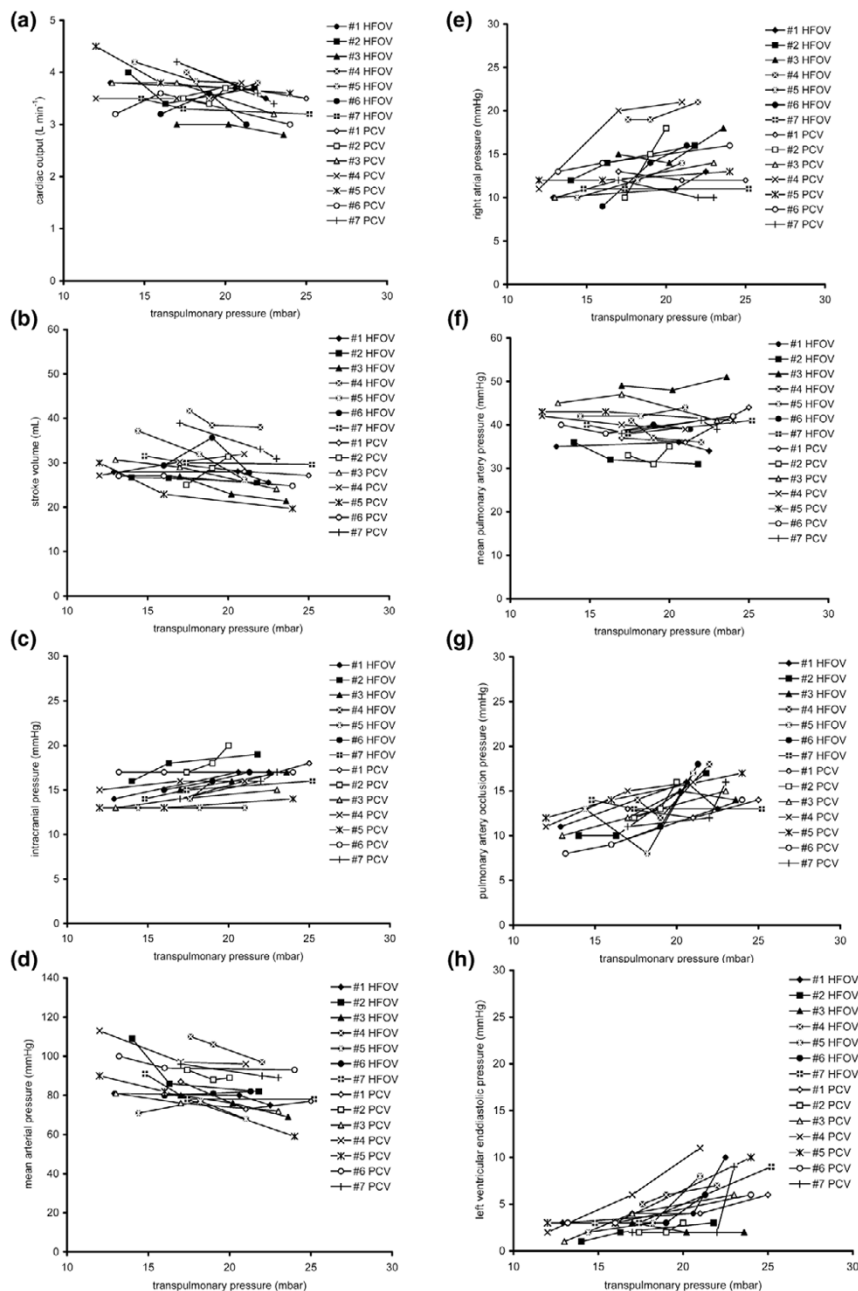 (a)
cardiac output (L min⁻¹)
5
4
3
2
1
0
10 15 20 25 30
transpulmonary pressure (mbar)
#1 HFOV
#2 HFOV
#3 HFOV
#4 HFOV
#5 HFOV
#6 HFOV
#7 HFOV
#1 PCV
#2 PCV
#3 PCV
#4 PCV
#5 PCV
#6 PCV
#7 PCV
(b)
stroke volume (mL)
60
50
40
30
20
10
0
10 15 20 25 30
transpulmonary pressure (mbar)
#1 HFOV
#2 HFOV
#3 HFOV
#4 HFOV
#5 HFOV
#6 HFOV
#7 HFOV
#1 PCV
#2 PCV
#3 PCV
#4 PCV
#5 PCV
#6 PCV
#7 PCV
(c)
intracranial pressure (mmHg)
30
25
20
15
10
5
0
10 15 20 25 30
transpulmonary pressure (mbar)
#1 HFOV
#2 HFOV
#3 HFOV
#4 HFOV
#5 HFOV
#6 HFOV
#7 HFOV
#1 PCV
#2 PCV
#3 PCV
#4 PCV
#5 PCV
#6 PCV
#7 PCV
(d)
mean arterial pressure (mmHg)
140
120
100
80
60
40
20
0
10 15 20 25 30
transpulmonary pressure (mbar)
#1 HFOV
#2 HFOV
#3 HFOV
#4 HFOV
#5 HFOV
#6 HFOV
#7 HFOV
#1 PCV
#2 PCV
#3 PCV
#4 PCV
#5 PCV
#6 PCV
#7 PCV
(e)
right atrial pressure (mmHg)
30
25
20
15
10
5
0
10 15 20 25 30
transpulmonary pressure (mbar)
#1 HFOV
#2 HFOV
#3 HFOV
#4 HFOV
#5 HFOV
#6 HFOV
#7 HFOV
#1 PCV
#2 PCV
#3 PCV
#4 PCV
#5 PCV
#6 PCV
#7 PCV
(f)
mean pulmonary artery pressure (mmHg)
60
50
40
30
20
10
0
10 15 20 25 30
transpulmonary pressure (mbar)
#1 HFOV
#2 HFOV
#3 HFOV
#4 HFOV
#5 HFOV
#6 HFOV
#7 HFOV
#1 PCV
#2 PCV
#3 PCV
#4 PCV
#5 PCV
#6 PCV
#7 PCV
(g)
pulmonary artery occlusion pressure (mmHg)
30
25
20
15
10
5
0
10 15 20 25 30
transpulmonary pressure (mbar)
#1 HFOV
#2 HFOV
#3 HFOV
#4 HFOV
#5 HFOV
#6 HFOV
#7 HFOV
#1 PCV
#2 PCV
#3 PCV
#4 PCV
#5 PCV
#6 PCV
#7 PCV
(h)
left ventricular enddiastolic pressure (mmHg)
30
25
20
15
10
5
0
10 15 20 25 30
transpulmonary pressure (mbar)
#1 HFOV
#2 HFOV
#3 HFOV
#4 HFOV
#5 HFOV
#6 HFOV
#7 HFOV
#1 PCV
#2 PCV
#3 PCV
#4 PCV
#5 PCV
#6 PCV
#7 PCV